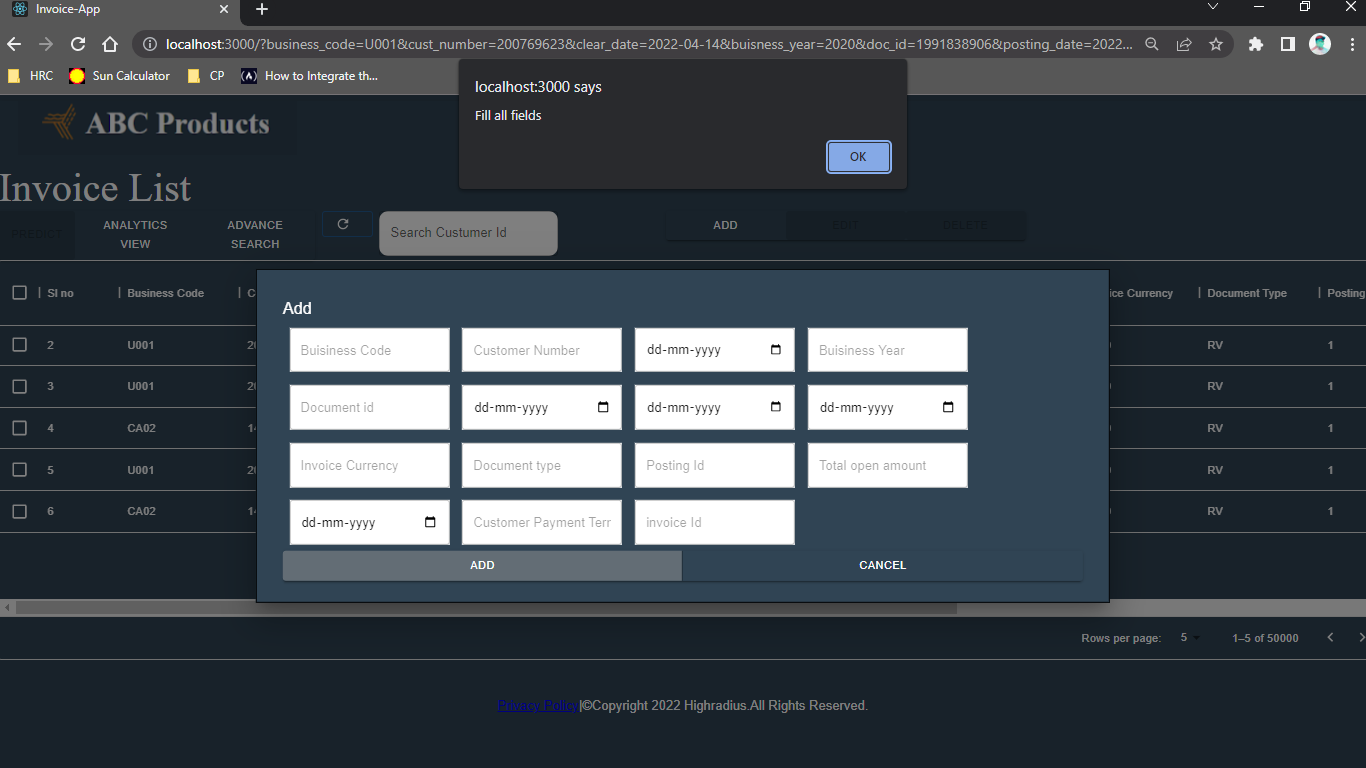 Invoice-App
localhost:3000/?business_code=U001&cust_number=200769623&clear_date=2022-04-14&buisness_year=2020&doc_id=1991838906&posting_date=2022...
HRC Sun Calculator CP How to Integrate th...
localhost:3000 says
Fill all fields
OK
ABC Products
Invoice List
PREDICT ANALYTICS VIEW ADVANCE SEARCH Search Custumer Id ADD EDIT DELETE
Sl no Business Code C ice Currency Document Type Posting
2 U001 20 RV 1
3 U001 20 RV 1
4 CA02 14 RV 1
5 U001 20 RV 1
6 CA02 14 RV 1
Add
Buisiness Code Customer Number dd-mm-yyyy Buisiness Year
Document id dd-mm-yyyy dd-mm-yyyy dd-mm-yyyy
Invoice Currency Document type Posting Id Total open amount
dd-mm-yyyy Customer Payment Terr invoice Id
ADD CANCEL
Rows per page: 5 1–5 of 50000
Privacy Policy|©Copyright 2022 Highradius.All Rights Reserved.